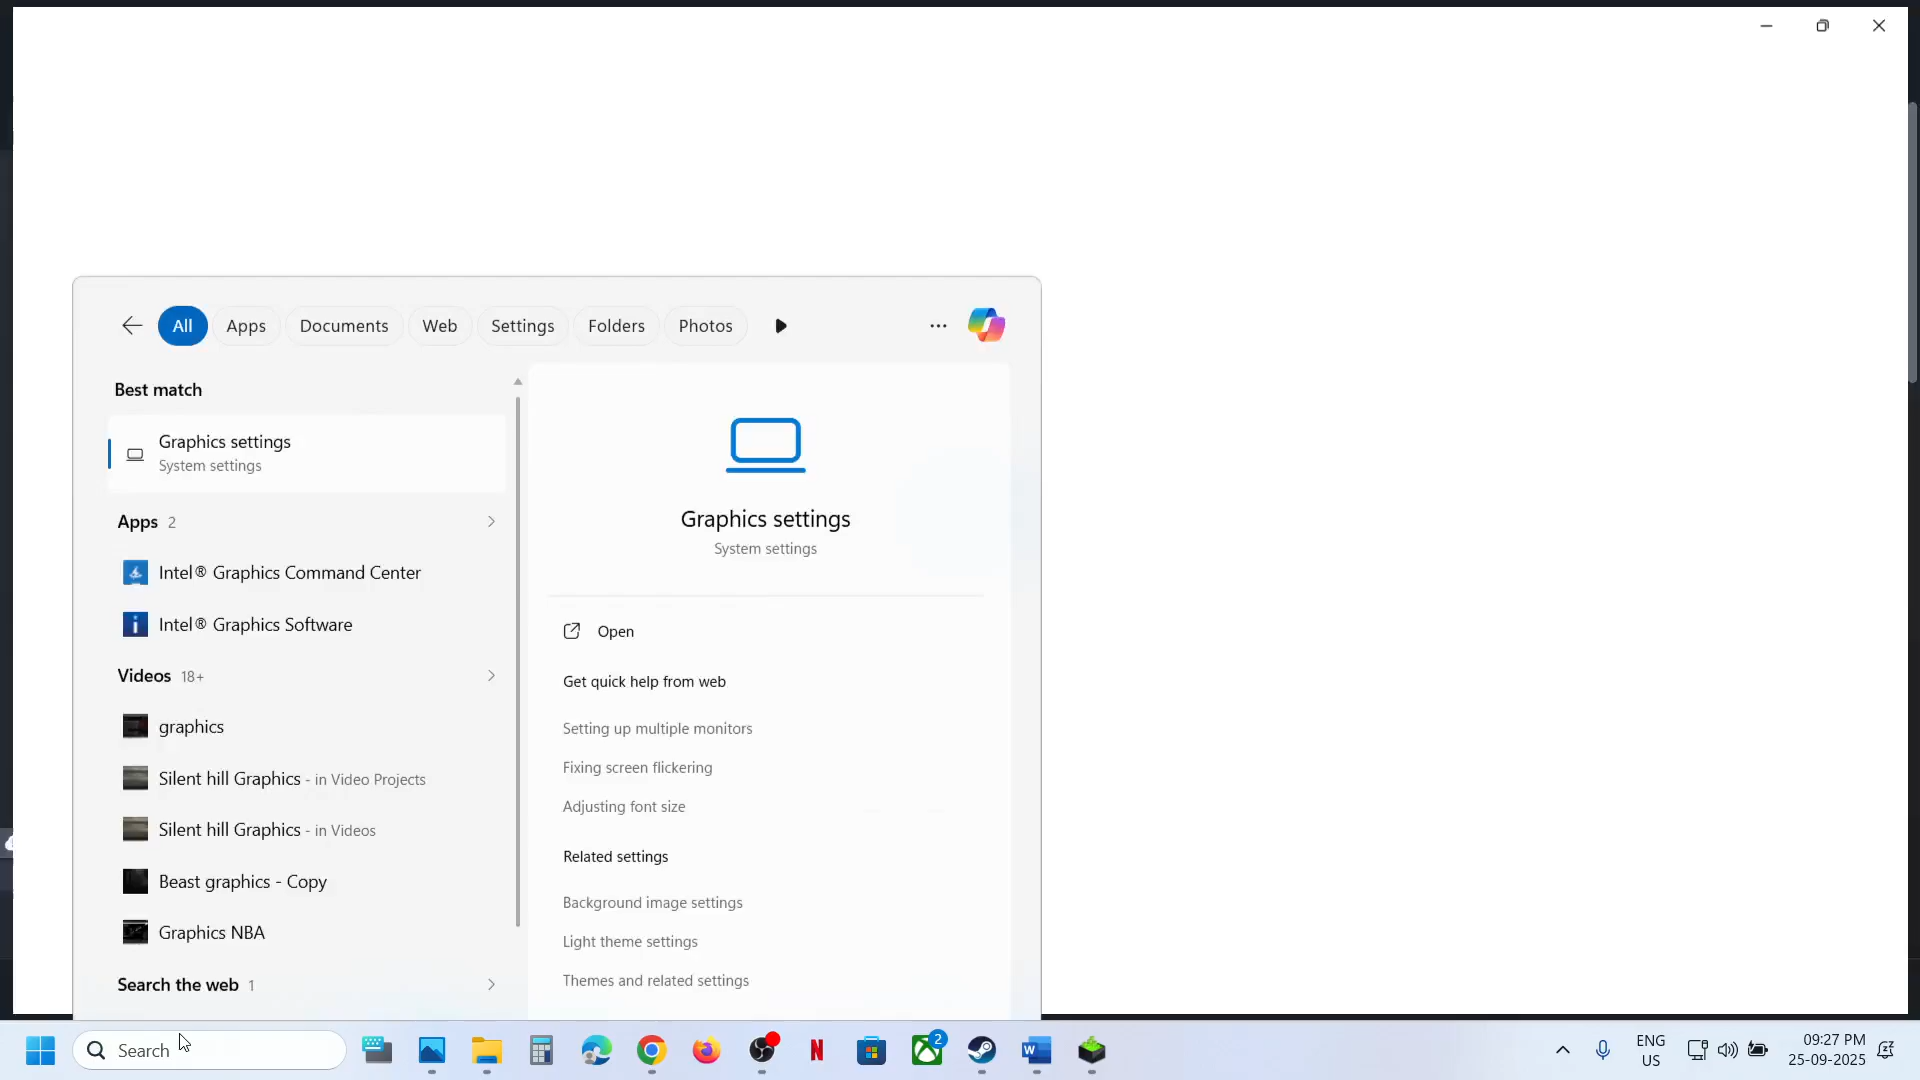 All
Apps
Documents
Web
Settings
Folders
Photos
Best match
Graphics settings
System settings
Apps 2
Intel® Graphics Command Center
Intel® Graphics Software
Videos 18+
graphics
Silent hill Graphics - in Video Projects
Silent hill Graphics - in Videos
Beast graphics - Copy
Graphics NBA
Search the web 1
Graphics settings
System settings
Open
Get quick help from web
Setting up multiple monitors
Fixing screen flickering
Adjusting font size
Related settings
Background image settings
Light theme settings
Themes and related settings
Search
2
ENG
US
09:27 PM
25-09-2025